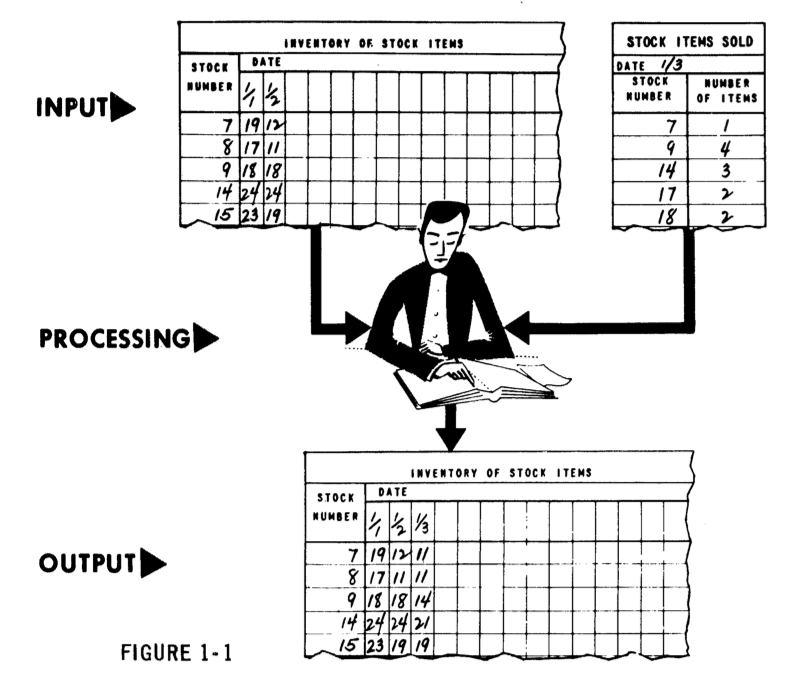 INVENTORY OF STOCK ITEMS
STOCK NUMBER DATE
1/1 1/2
7 19 12
8 17 11
9 18 18
14 24 24
15 23 19
STOCK ITEMS SOLD
DATE 1/3
STOCK NUMBER NUMBER OF ITEMS
7 1
9 4
14 3
17 2
18 2
INPUT
PROCESSING
INVENTORY OF STOCK ITEMS
STOCK NUMBER DATE
1/1 1/2 1/3
7 19 12 11
8 17 11 11
9 18 18 14
14 24 24 21
15 23 19 19
OUTPUT
FIGURE 1-1